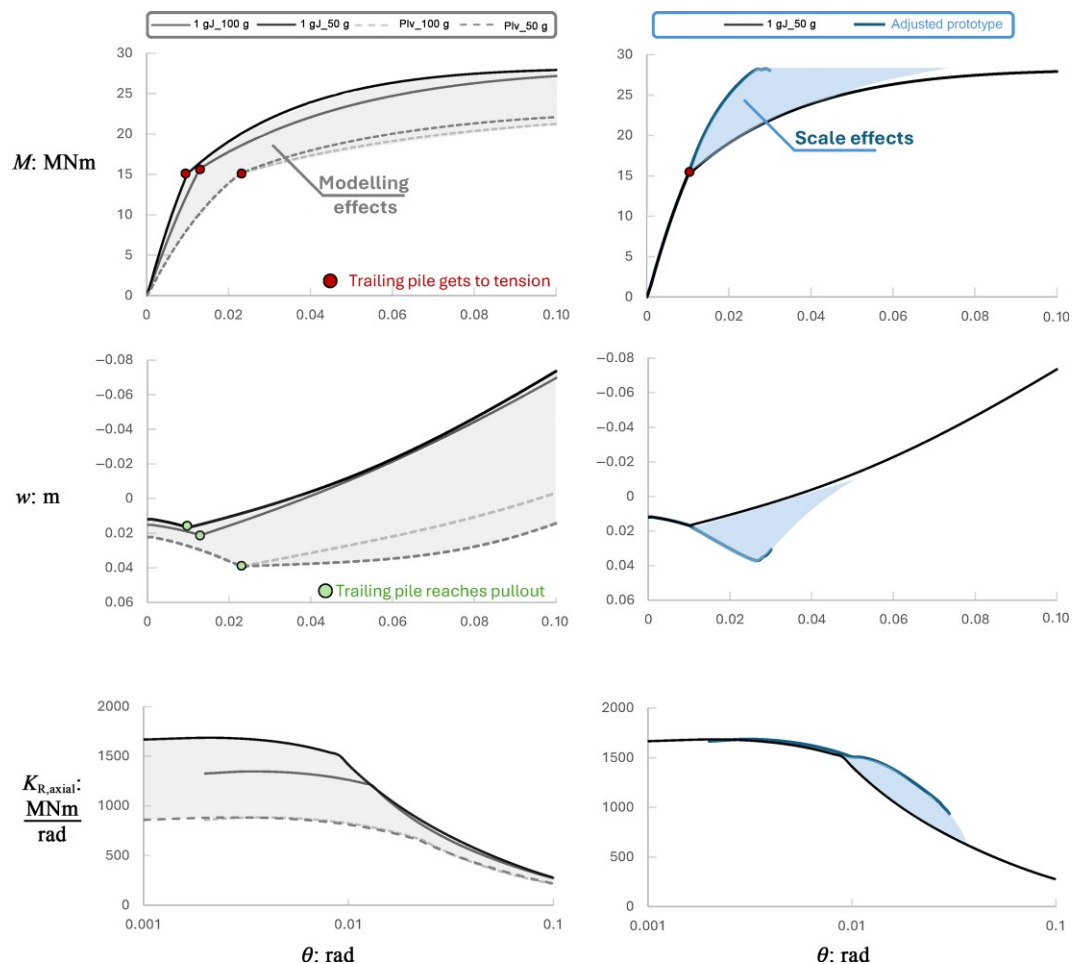 1 gJ_100 g 1 gJ_50 g Plv_100 g Plv_50 g
1 gJ_50 g Adjusted prototype
30
25
20
15
10
5
0
M: MNm
Modelling
effects
Trailing pile gets to tension
0 0.02 0.04 0.06 0.08 0.10
30
25
20
15
10
5
0
Scale effects
0 0.02 0.04 0.06 0.08 0.10
−0.08
−0.06
−0.04
−0.02
0
0.02
0.04
0.06
w: m
Trailing pile reaches pullout
0 0.02 0.04 0.06 0.08 0.10
−0.08
−0.06
−0.04
−0.02
0
0.02
0.04
0.06
0 0.02 0.04 0.06 0.08 0.10
2000
1500
1000
500
0
KR,axial:
MNm
rad
0.001 0.01 0.1
θ: rad
2000
1500
1000
500
0
0.001 0.01 0.1
θ: rad